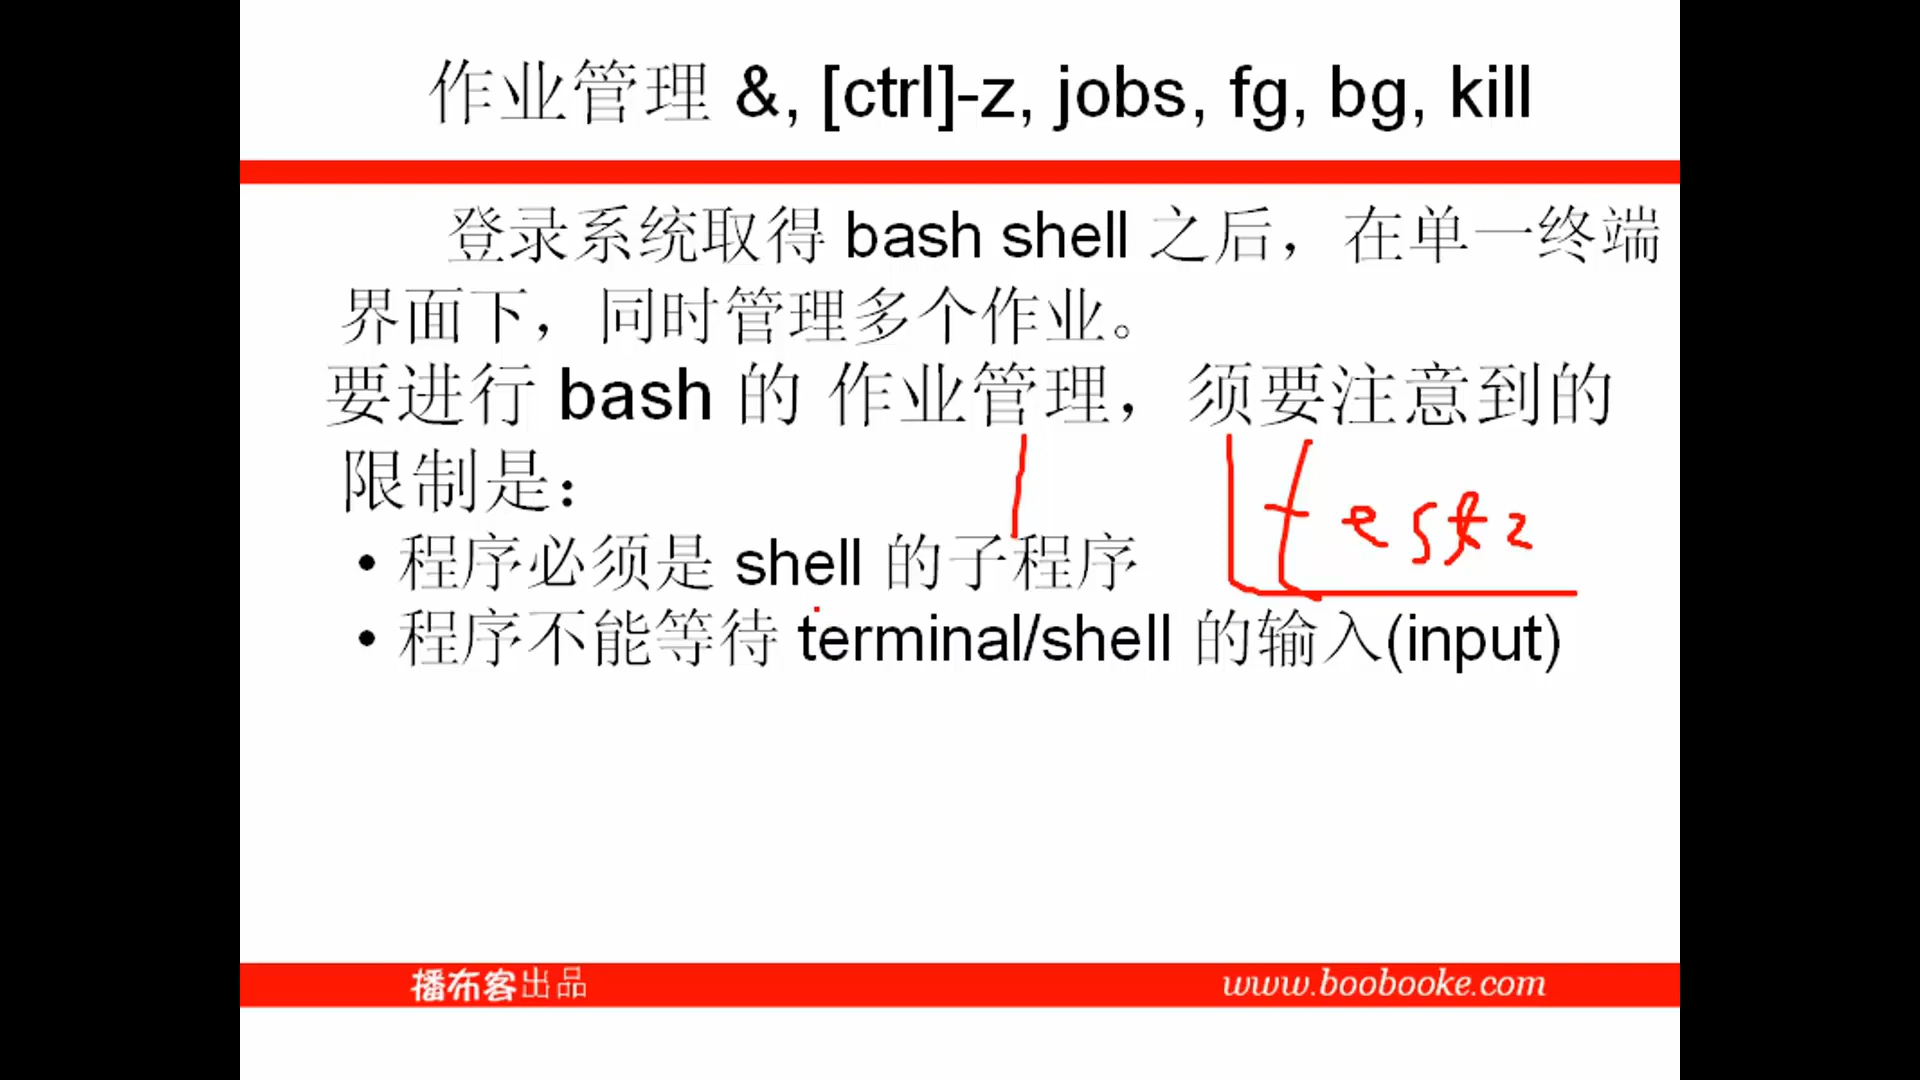 作业管理 &, [ctrl]-z, jobs, fg, bg, kill
登录系统取得 bash shell 之后，在单一终端
界面下，同时管理多个作业。
要进行 bash 的 作业管理，须要注意到的
限制是：
• 程序必须是 shell 的子程序
• 程序不能等待 terminal/shell 的输入(input)
播布客出品
www.boobooke.com